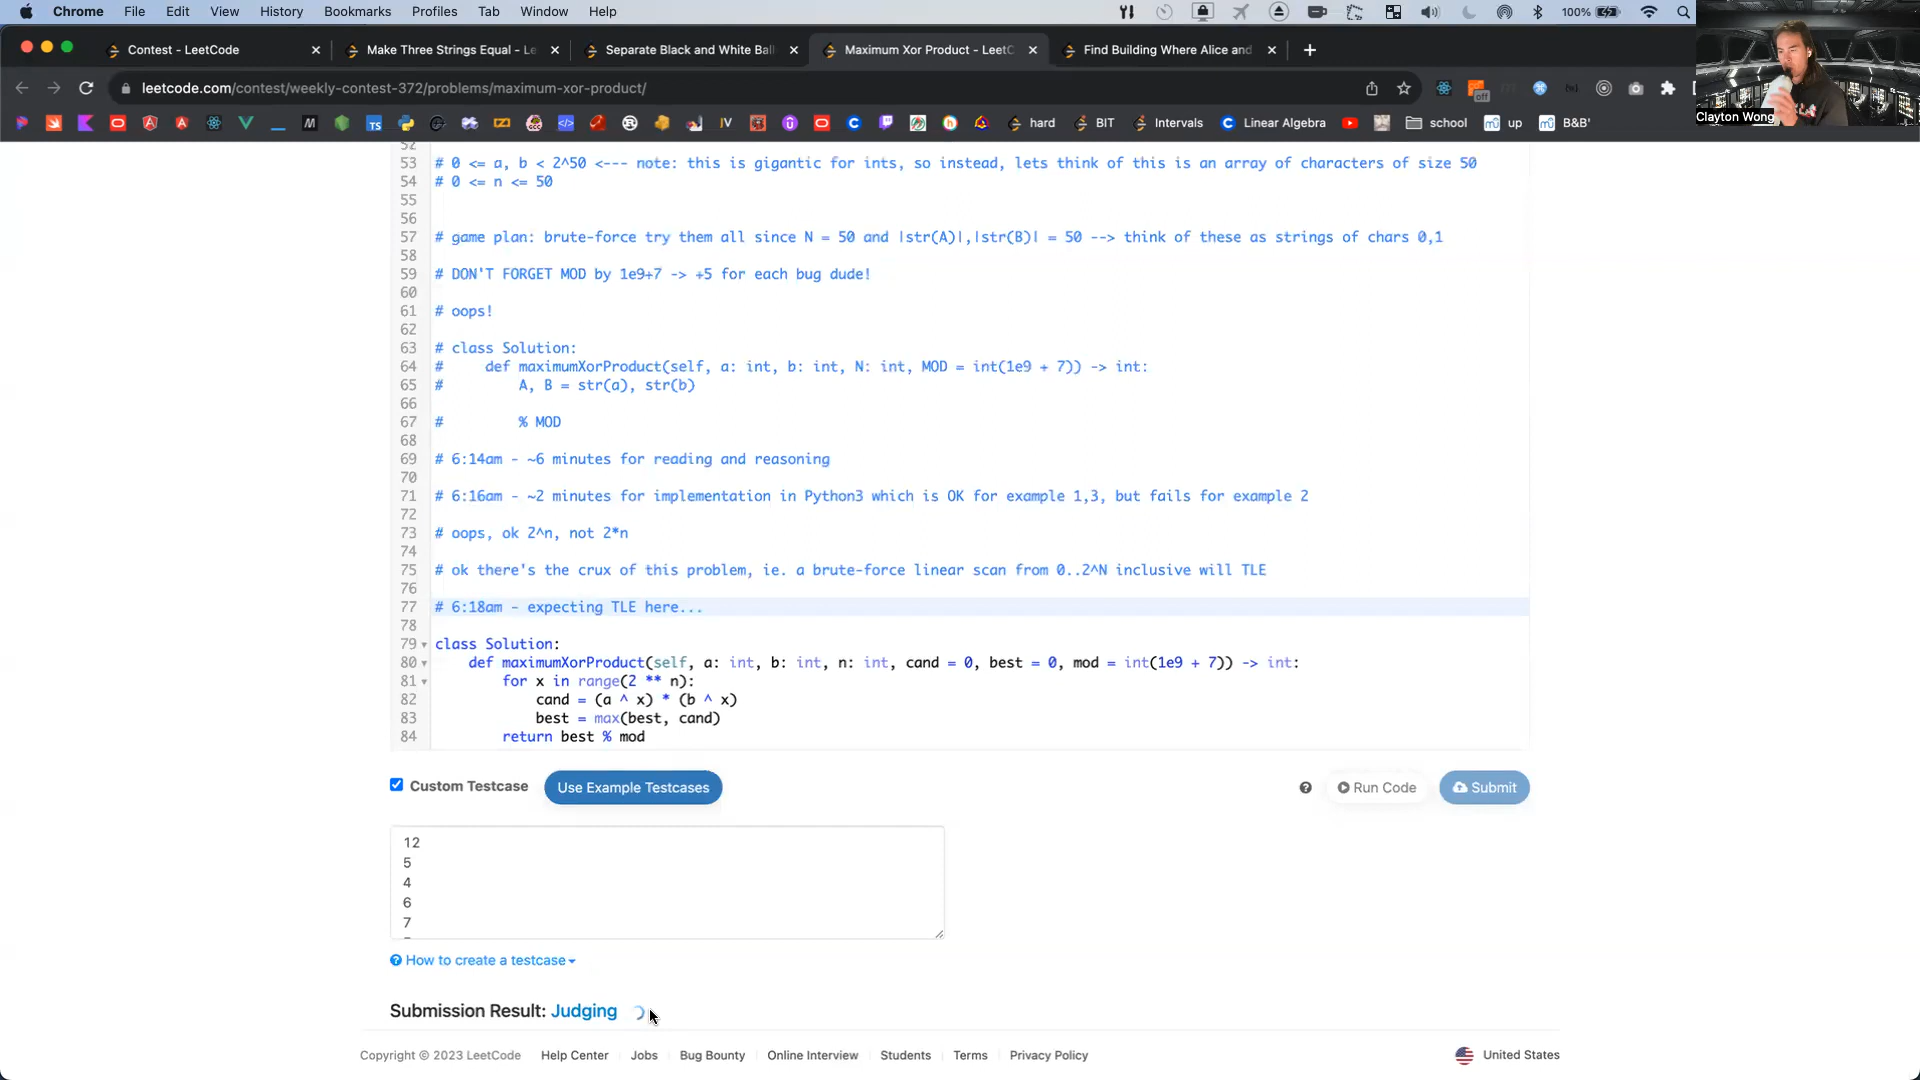 Chrome File Edit View History Bookmarks Profiles Tab Window Help 100%
Contest - LeetCode Make Three Strings Equal - Le Separate Black and White Ball Maximum Xor Product - LeetC Find Building Where Alice and
leetcode.com/contest/weekly-contest-372/problems/maximum-xor-product/ off
IV hard BIT Intervals Linear Algebra school up B&B'
Clayton Wong
52
53 # 0 <= a, b < 2^50 <--- note: this is gigantic for ints, so instead, lets think of this is an array of characters of size 50
54 # 0 <= n <= 50
55
56
57 # game plan: brute-force try them all since N = 50 and |str(A)|,|str(B)| = 50 --> think of these as strings of chars 0,1
58
59 # DON'T FORGET MOD by 1e9+7 -> +5 for each bug dude!
60
61 # oops!
62
63 # class Solution:
64 #     def maximumXorProduct(self, a: int, b: int, N: int, MOD = int(1e9 + 7)) -> int:
65 #         A, B = str(a), str(b)
66
67 #         % MOD
68
69 # 6:14am - ~6 minutes for reading and reasoning
70
71 # 6:16am - ~2 minutes for implementation in Python3 which is OK for example 1,3, but fails for example 2
72
73 # oops, ok 2^n, not 2*n
74
75 # ok there's the crux of this problem, ie. a brute-force linear scan from 0..2^N inclusive will TLE
76
77 # 6:18am - expecting TLE here...
78
79 class Solution:
80     def maximumXorProduct(self, a: int, b: int, n: int, cand = 0, best = 0, mod = int(1e9 + 7)) -> int:
81         for x in range(2 ** n):
82             cand = (a ^ x) * (b ^ x)
83             best = max(best, cand)
84         return best % mod
Custom Testcase Use Example Testcases Run Code Submit
12
5
4
6
7
How to create a testcase
Submission Result: Judging
Copyright © 2023 LeetCode Help Center Jobs Bug Bounty Online Interview Students Terms Privacy Policy United States